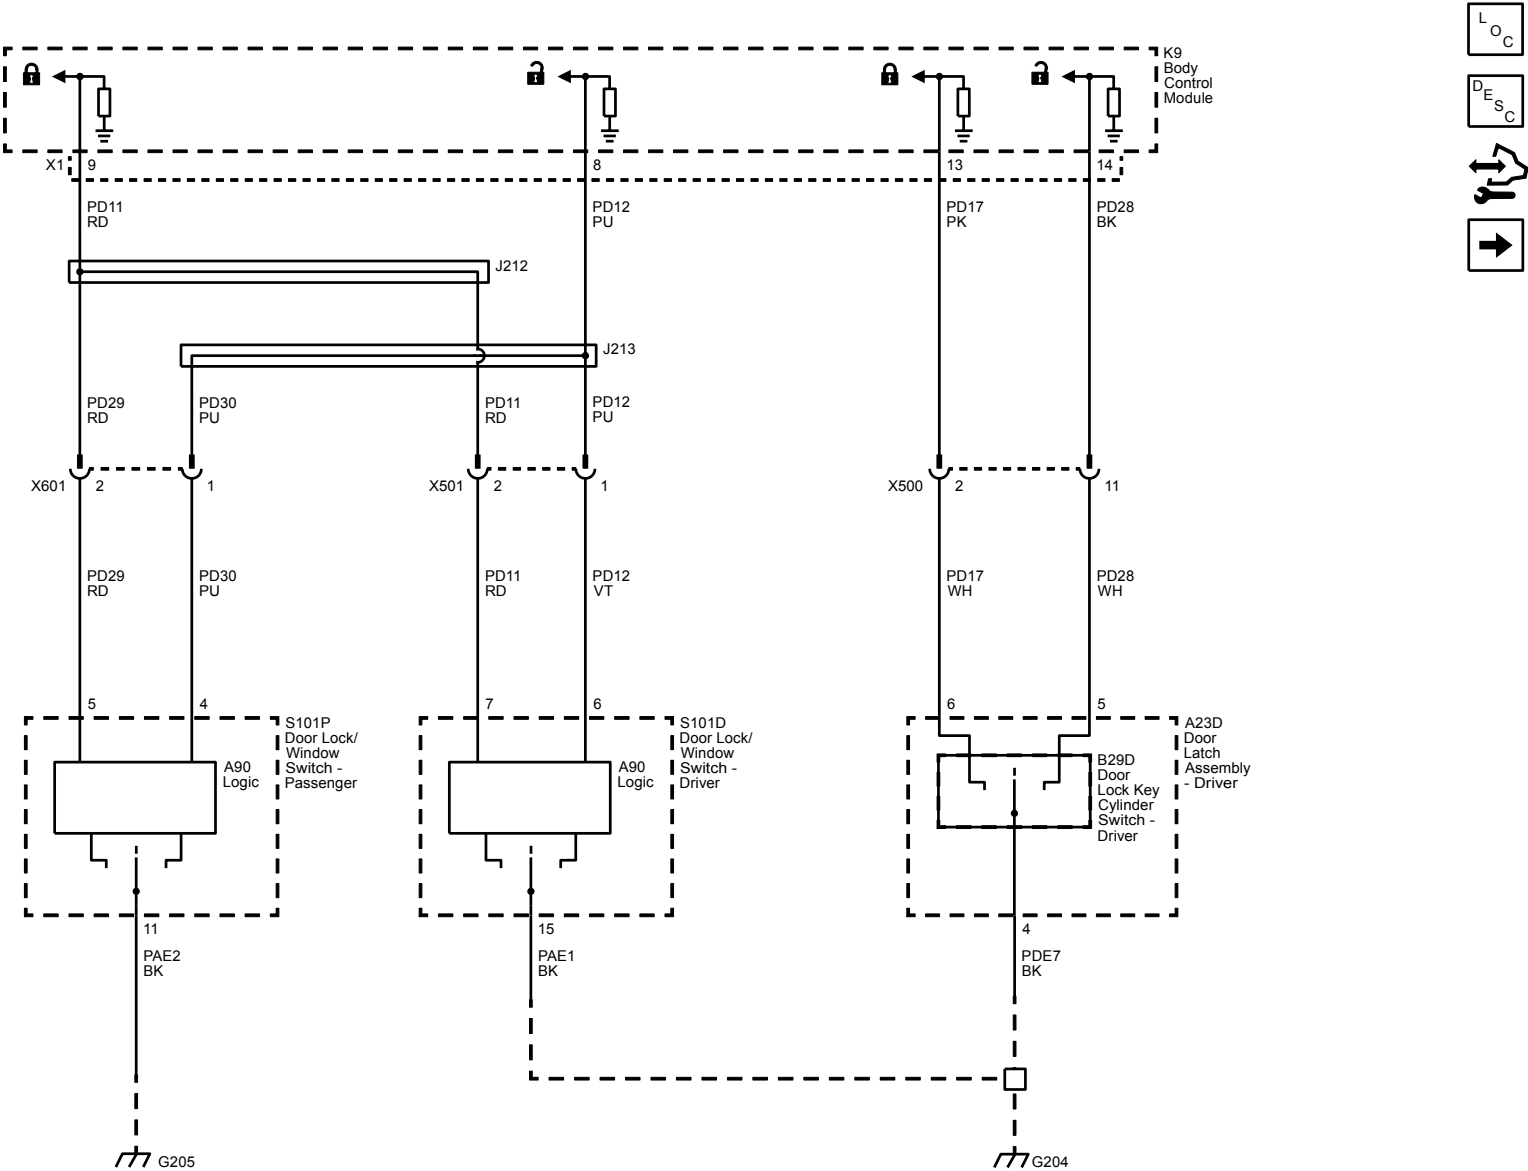 L
O
C
K9
Body
Control
Module
D
E
S
C
X1 9 8 13 14
PD11
RD
PD12
PU
PD17
PK
PD28
BK
J212
J213
PD29
RD
PD30
PU
PD11
RD
PD12
PU
X601 2 1 X501 2 1 X500 2 11
PD29
RD
PD30
PU
PD11
RD
PD12
VT
PD17
WH
PD28
WH
5 4 7 6 6 5
S101P
Door Lock/
Window
Switch -
Passenger
A90
Logic
S101D
Door Lock/
Window
Switch -
Driver
A90
Logic
A23D
Door
Latch
Assembly
- Driver
B29D
Door
Lock Key
Cylinder
Switch -
Driver
11 15 4
PAE2
BK
PAE1
BK
PDE7
BK
G205 G204